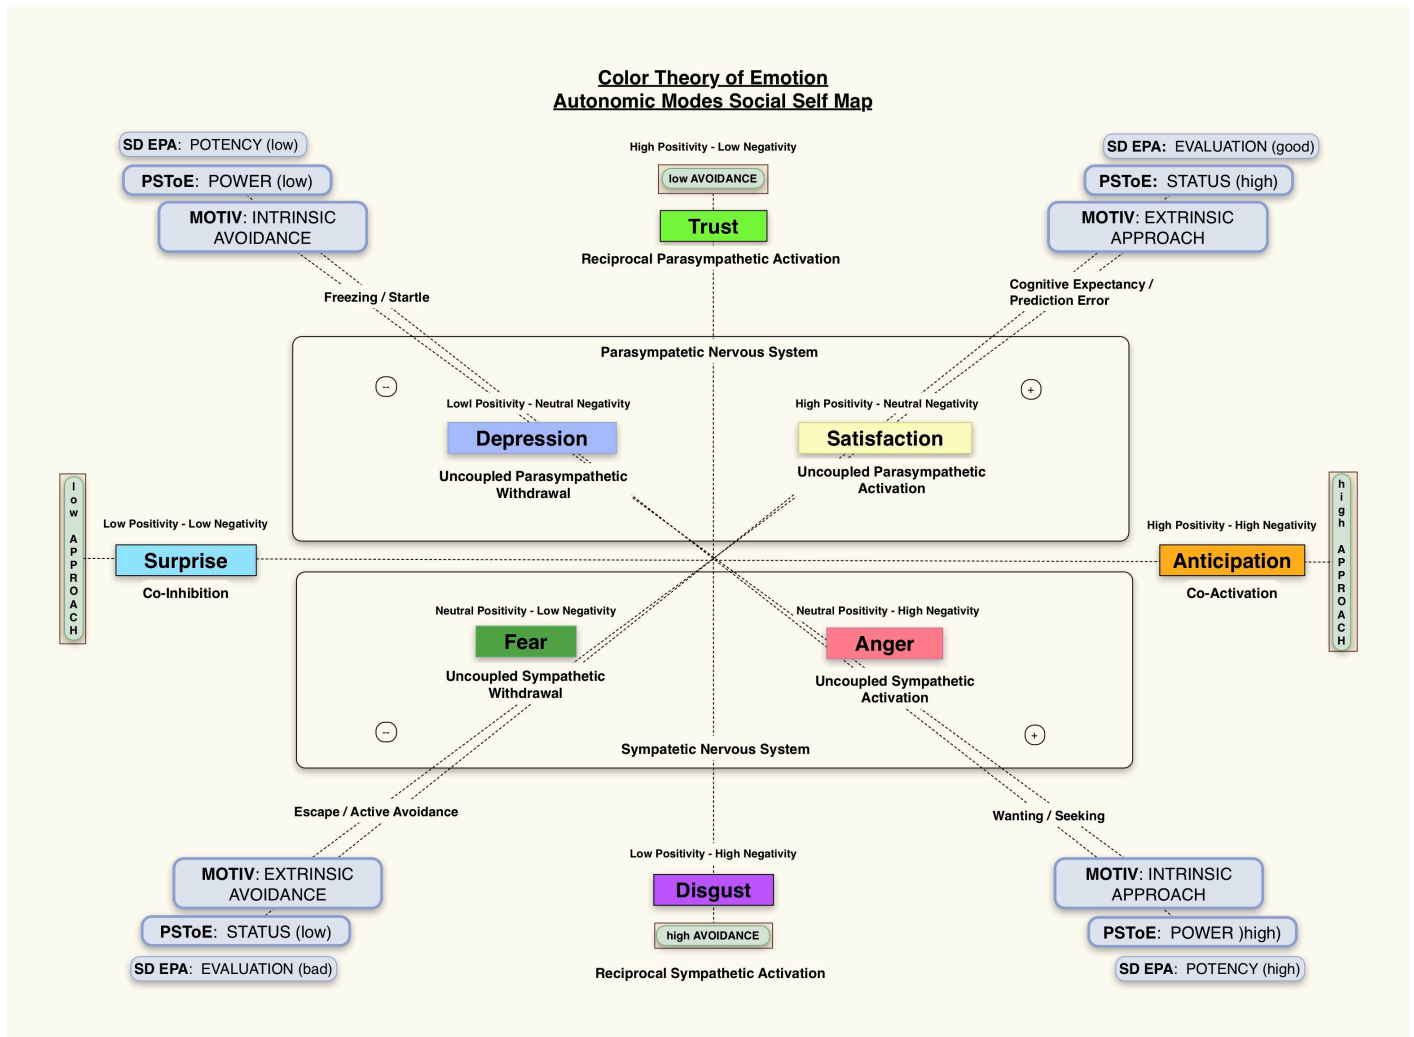 Color Theory of Emotion
Autonomic Modes Social Self Map
SD EPA: POTENCY (low)
PSToE: POWER (low)
MOTIV: INTRINSIC
AVOIDANCE
Freezing / Startle
High Positivity - Low Negativity
low AVOIDANCE
Trust
Reciprocal Parasympathetic Activation
SD EPA: EVALUATION (good)
PSToE: STATUS (high)
MOTIV: EXTRINSIC
APPROACH
Cognitive Expectancy /
Prediction Error
Parasympatetic Nervous System
--
+
Lowl Positivity - Neutral Negativity
Depression
Uncoupled Parasympathetic
Withdrawal
High Positivity - Neutral Negativity
Satisfaction
Uncoupled Parasympathetic
Activation
low APPROACH
Low Positivity - Low Negativity
Surprise
Co-Inhibition
High Positivity - High Negativity
Anticipation
Co-Activation
high APPROACH
Neutral Positivity - Low Negativity
Fear
Uncoupled Sympathetic
Withdrawal
Neutral Positivity - High Negativity
Anger
Uncoupled Sympathetic
Activation
--
+
Sympatetic Nervous System
Escape / Active Avoidance
MOTIV: EXTRINSIC
AVOIDANCE
PSToE: STATUS (low)
SD EPA: EVALUATION (bad)
Low Positivity - High Negativity
Disgust
high AVOIDANCE
Reciprocal Sympathetic Activation
Wanting / Seeking
MOTIV: INTRINSIC
APPROACH
PSToE: POWER )high)
SD EPA: POTENCY (high)